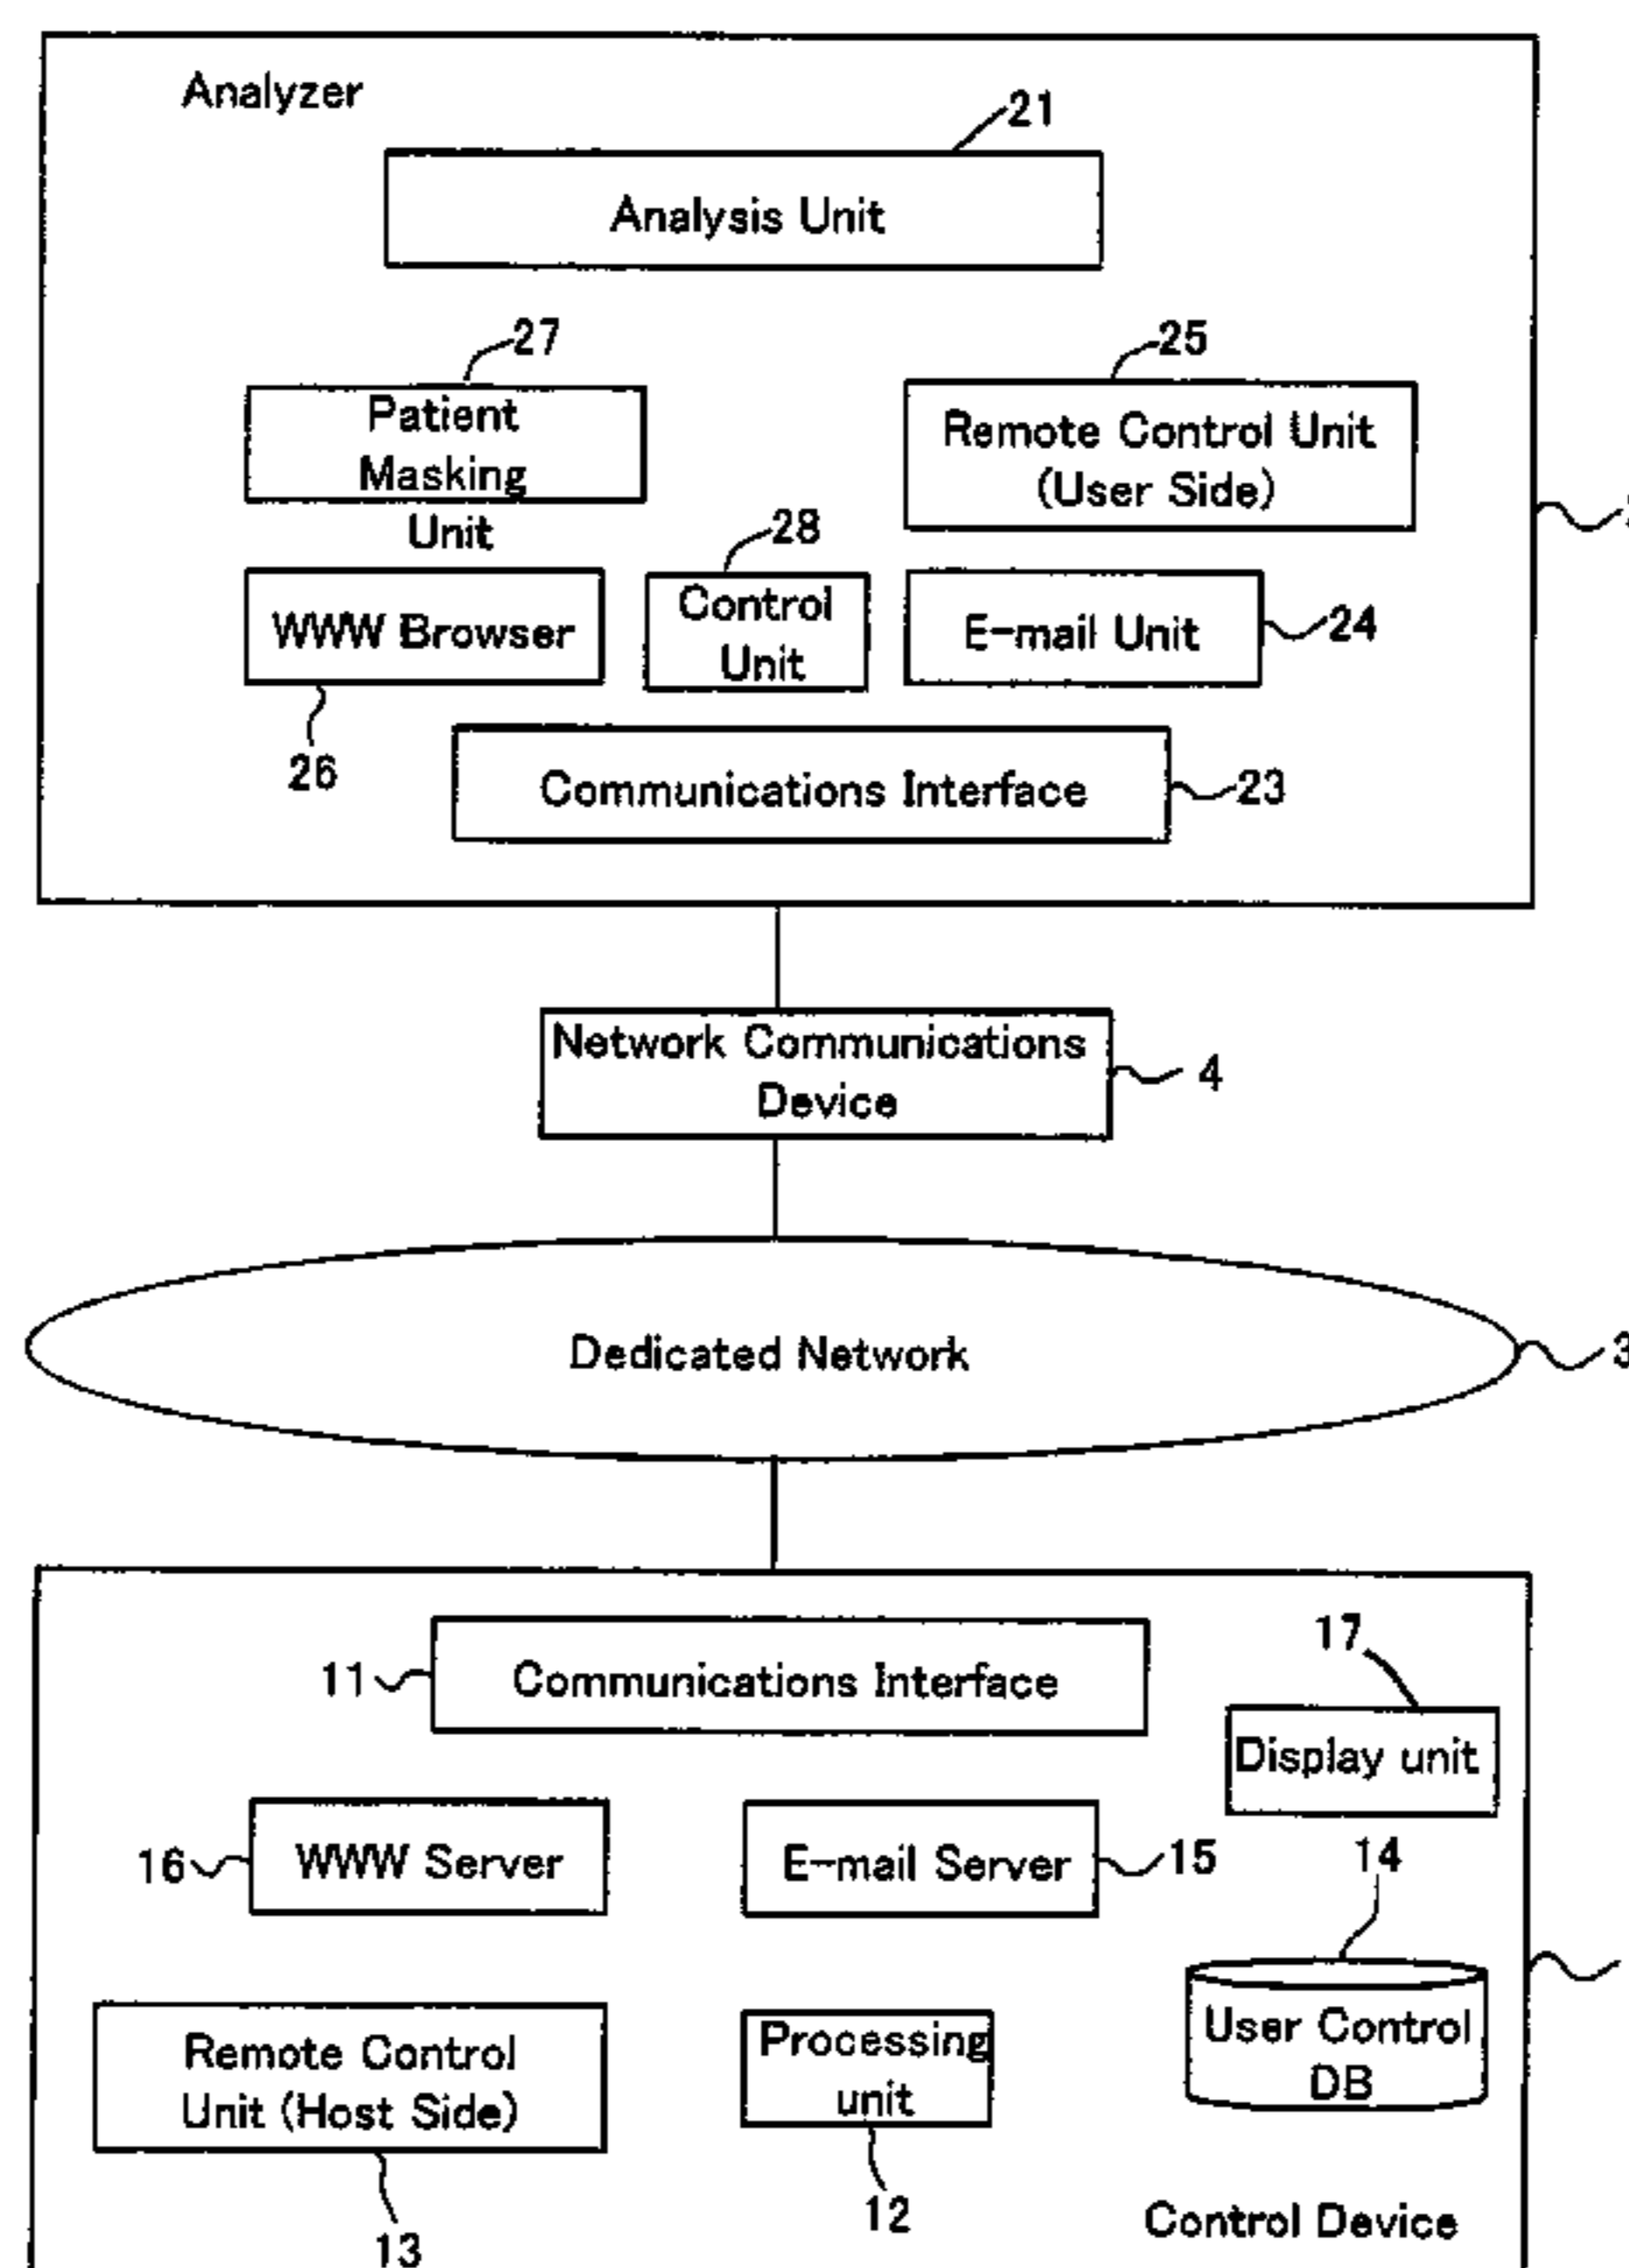 Analyzer
21
Analysis Unit
27
25
Patient
Masking
Unit
Remote Control Unit
(User Side)
28
WWW Browser
Control
Unit
E-mail Unit
24
26
Communications Interface
23
Network Communications
Device
4
Dedicated Network
3
17
11
Communications Interface
Display unit
16
WWW Server
E-mail Server
15
14
Remote Control
Unit (Host Side)
Processing
unit
User Control
DB
12
13
Control Device